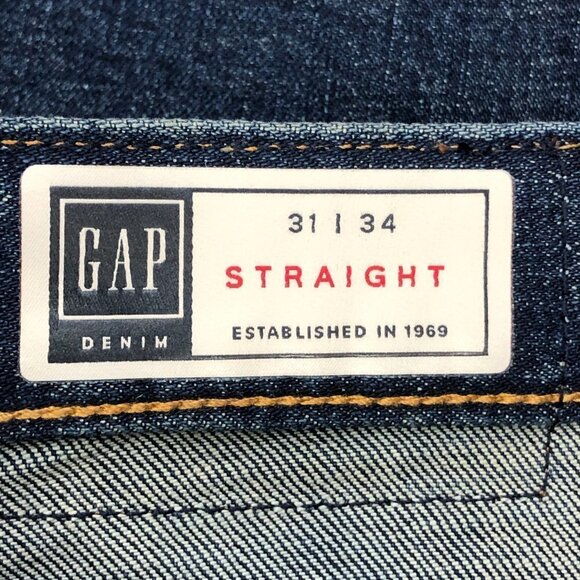 GAP
DENIM
31 | 34
STRAIGHT
ESTABLISHED IN 1969